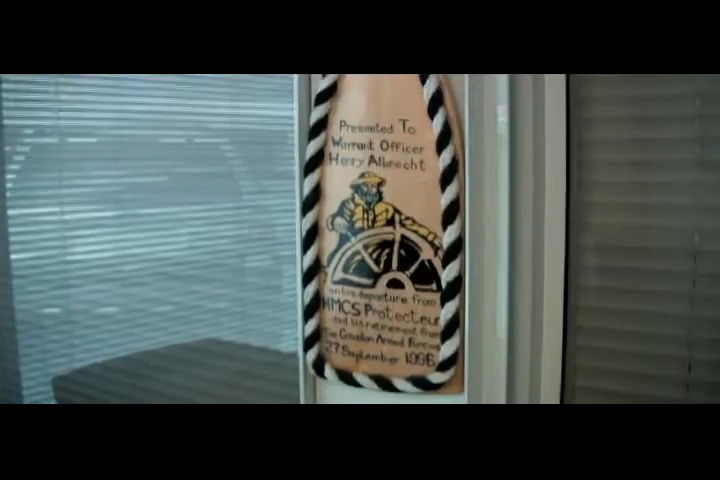 Presented To
Warrant Officer
Henry Albrecht
on his departure from
HMCS Protecteur
and his retirement from
The Canadian Armed Forces
27 September 1996